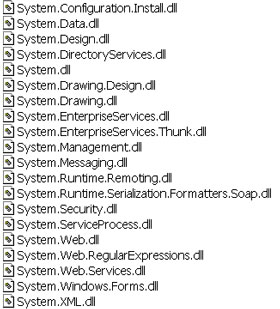 System.Configuration.Install.dll
System.Data.dll
System.Design.dll
System.DirectoryServices.dll
System.dll
System.Drawing.Design.dll
System.Drawing.dll
System.EnterpriseServices.dll
System.EnterpriseServices.Thunk.dll
System.Management.dll
System.Messaging.dll
System.Runtime.Remoting.dll
System.Runtime.Serialization.Formatters.Soap.dll
System.Security.dll
System.ServiceProcess.dll
System.Web.dll
System.Web.RegularExpressions.dll
System.Web.Services.dll
System.Windows.Forms.dll
System.XML.dll